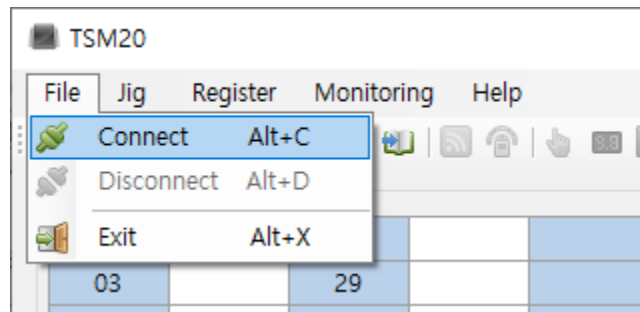 TSM20
File Jig Register Monitoring Help
Connect Alt+C
Disconnect Alt+D
Exit Alt+X
03 29